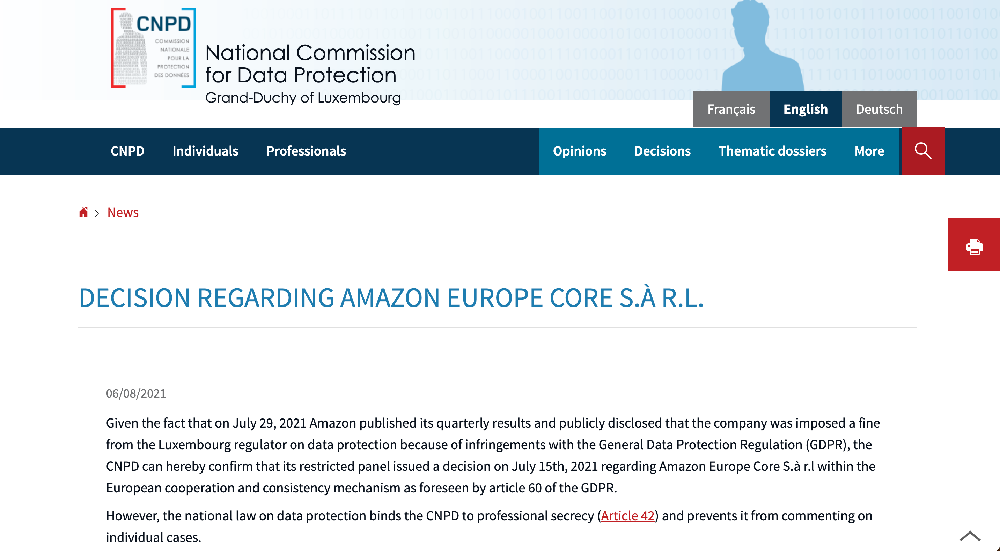 CNPD
COMMISSION
NATIONALE
POUR LA
PROTECTION
DES DONNÉES
National Commission
for Data Protection
Grand-Duchy of Luxembourg
Français English Deutsch
CNPD Individuals Professionals Opinions Decisions Thematic dossiers More
> News
DECISION REGARDING AMAZON EUROPE CORE S.À R.L.
06/08/2021
Given the fact that on July 29, 2021 Amazon published its quarterly results and publicly disclosed that the company was imposed a fine
from the Luxembourg regulator on data protection because of infringements with the General Data Protection Regulation (GDPR), the
CNPD can hereby confirm that its restricted panel issued a decision on July 15th, 2021 regarding Amazon Europe Core S.à r.l within the
European cooperation and consistency mechanism as foreseen by article 60 of the GDPR.
However, the national law on data protection binds the CNPD to professional secrecy (Article 42) and prevents it from commenting on
individual cases.